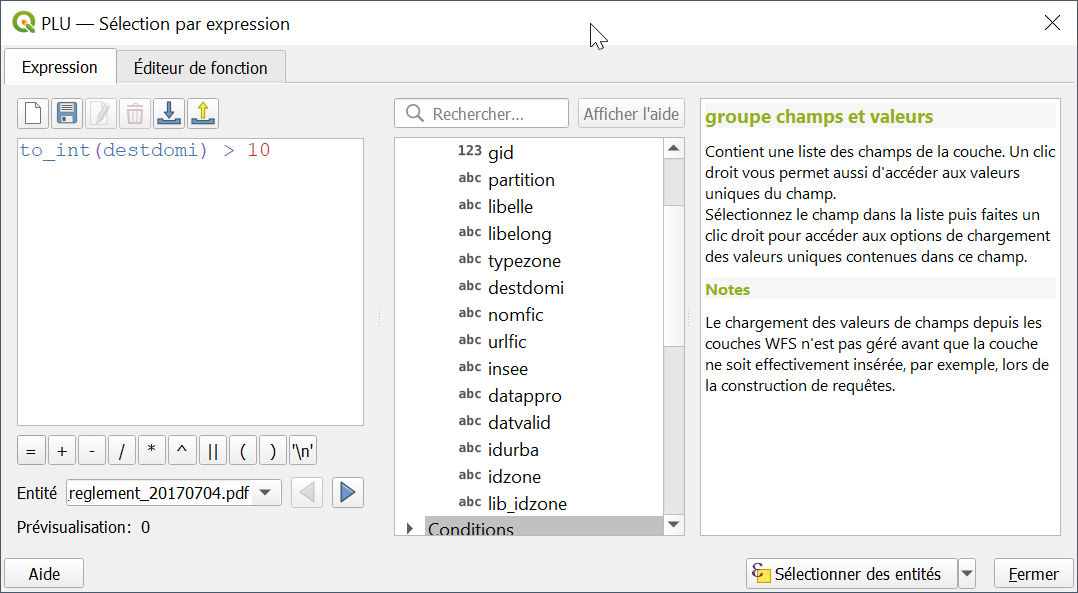 PLU — Sélection par expression
Expression
Éditeur de fonction
to_int(destdomi) > 10
= + - / * ^ || ( ) '\n'
Entité
reglement_20170704.pdf
Prévisualisation: 0
Rechercher...
Afficher l'aide
123 gid
abc partition
abc libelle
abc libelong
abc typezone
abc destdomi
abc nomfic
abc urlfic
abc insee
abc datappro
abc datvalid
abc idurba
abc idzone
abc lib_idzone
Conditions
groupe champs et valeurs
Contient une liste des champs de la couche. Un clic
droit vous permet aussi d'accéder aux valeurs
uniques du champ.
Sélectionnez le champ dans la liste puis faites un
clic droit pour accéder aux options de chargement
des valeurs uniques contenues dans ce champ.
Notes
Le chargement des valeurs de champs depuis les
couches WFS n'est pas géré avant que la couche
ne soit effectivement insérée, par exemple, lors de
la construction de requêtes.
Aide
Sélectionner des entités
Fermer